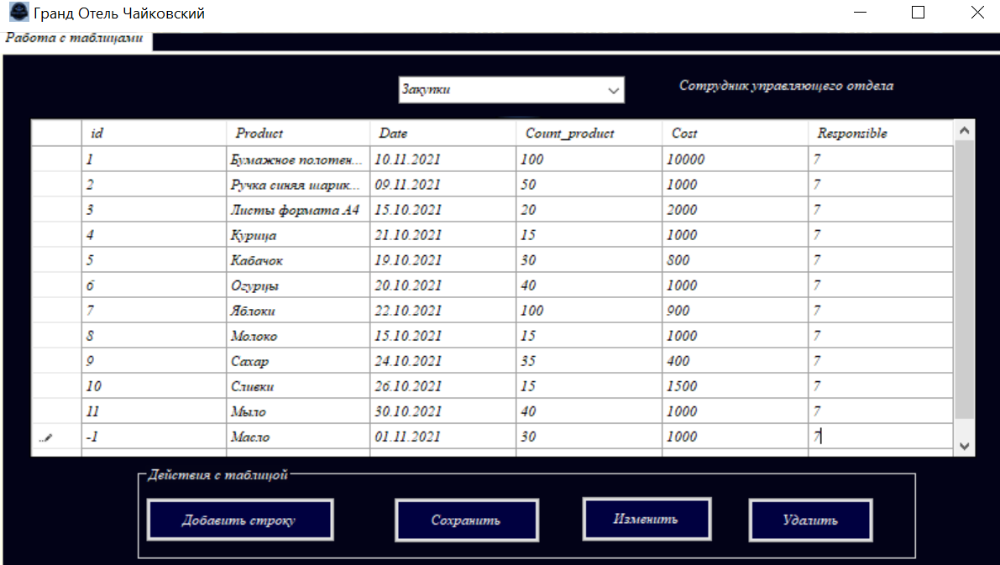 Гранд Отель Чайковский
Работа с таблицами
Закупки
Сотрудник управляющего отдела
id Product Date Count_product Cost Responsible
1 Бумажное полотен... 10.11.2021 100 10000 7
2 Ручка синяя шарик... 09.11.2021 50 1000 7
3 Листы формата А4 15.10.2021 20 2000 7
4 Курица 21.10.2021 15 1000 7
5 Кабачок 19.10.2021 30 800 7
6 Огурцы 20.10.2021 40 1000 7
7 Яблоки 22.10.2021 100 900 7
8 Молоко 15.10.2021 15 1000 7
9 Сахар 24.10.2021 35 400 7
10 Сливки 26.10.2021 15 1500 7
11 Мыло 30.10.2021 40 1000 7
-1 Масло 01.11.2021 30 1000 7
Действия с таблицой
Добавить строку Сохранить Изменить Удалить